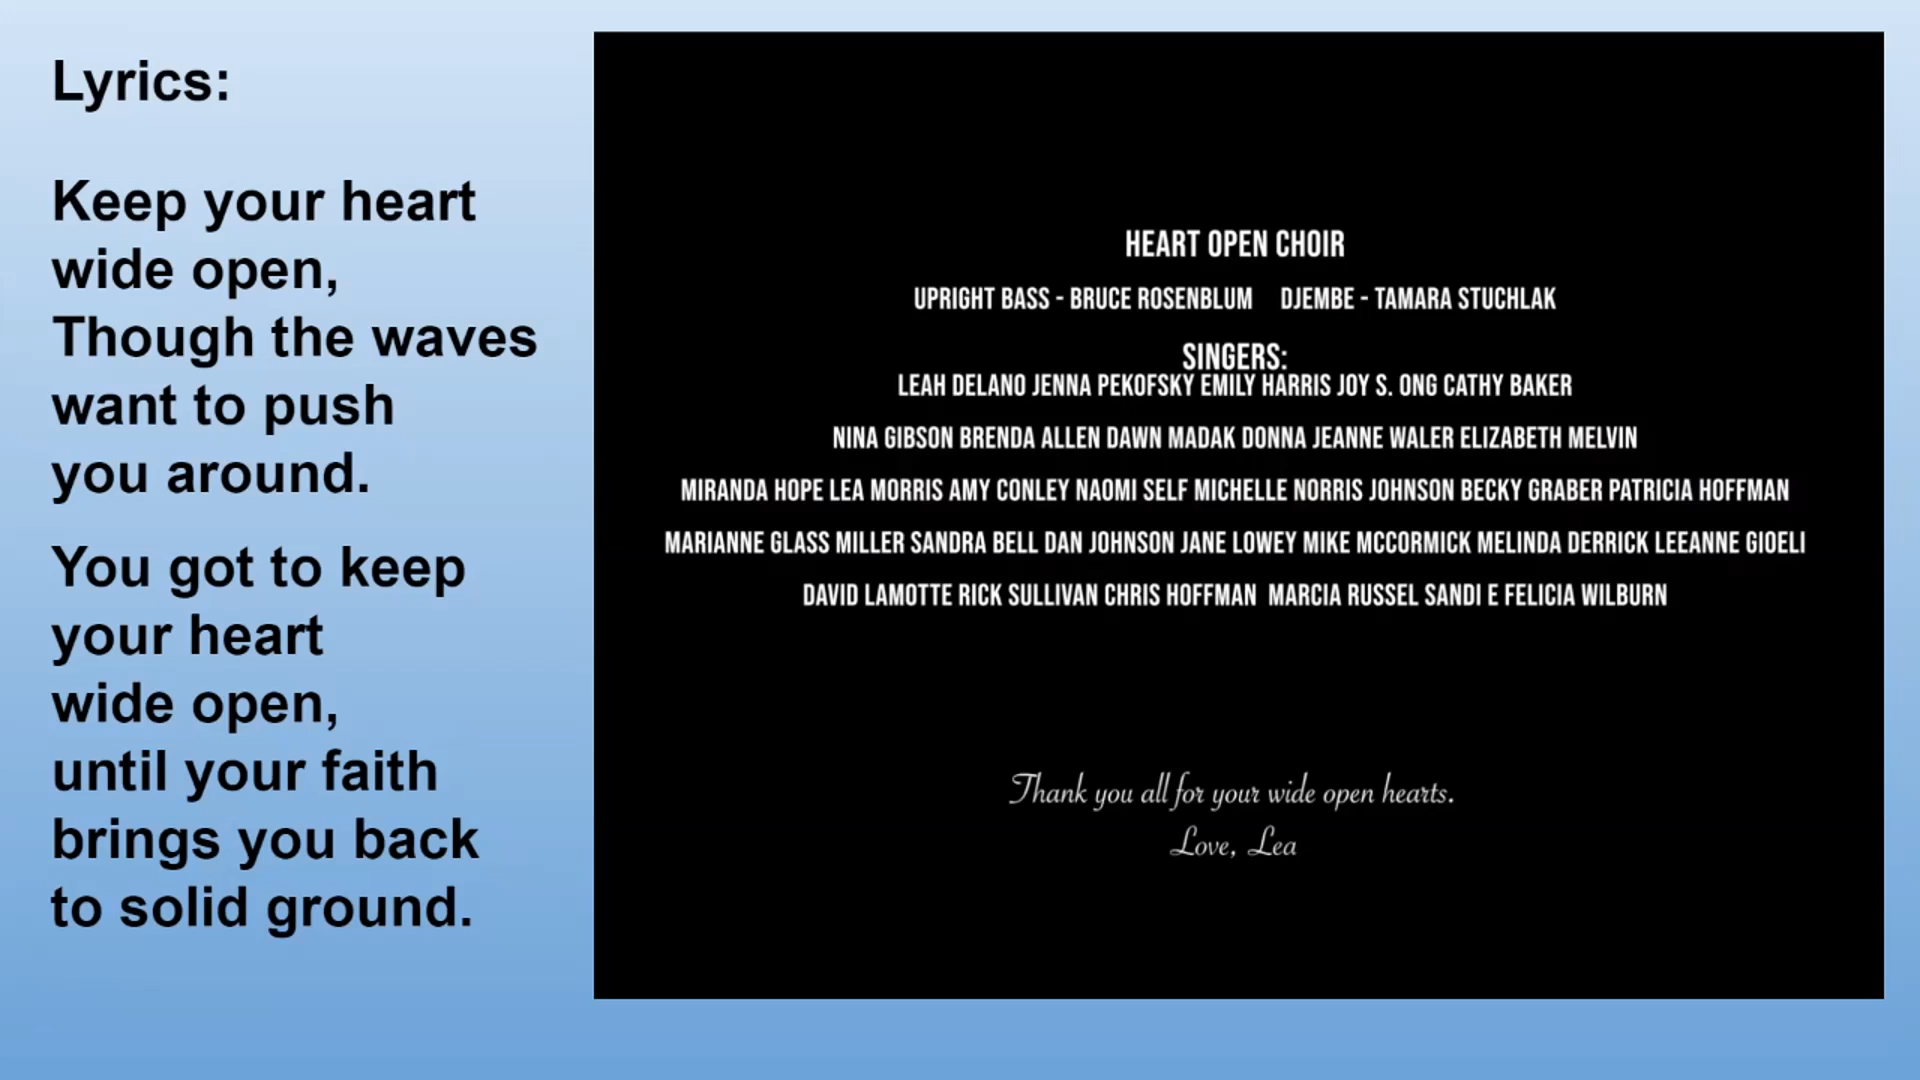 Lyrics:
Keep your heart
wide open,
Though the waves
want to push
you around.
You got to keep
your heart
wide open,
until your faith
brings you back
to solid ground.
HEART OPEN CHOIR
UPRIGHT BASS - BRUCE ROSENBLUM DJEMBE - TAMARA STUCHLAK
SINGERS:
LEAH DELANO JENNA PEKOFSKY EMILY HARRIS JOY S. ONG CATHY BAKER
NINA GIBSON BRENDA ALLEN DAWN MADAK DONNA JEANNE WALER ELIZABETH MELVIN
MIRANDA HOPE LEA MORRIS AMY CONLEY NAOMI SELF MICHELLE NORRIS JOHNSON BECKY GRABER PATRICIA HOFFMAN
MARIANNE GLASS MILLER SANDRA BELL DAN JOHNSON JANE LOWEY MIKE MCCORMICK MELINDA DERRICK LEEANNE GIOELI
DAVID LAMOTTE RICK SULLIVAN CHRIS HOFFMAN MARCIA RUSSEL SANDI E FELICIA WILBURN
Thank you all for your wide open hearts.
Love, Lea